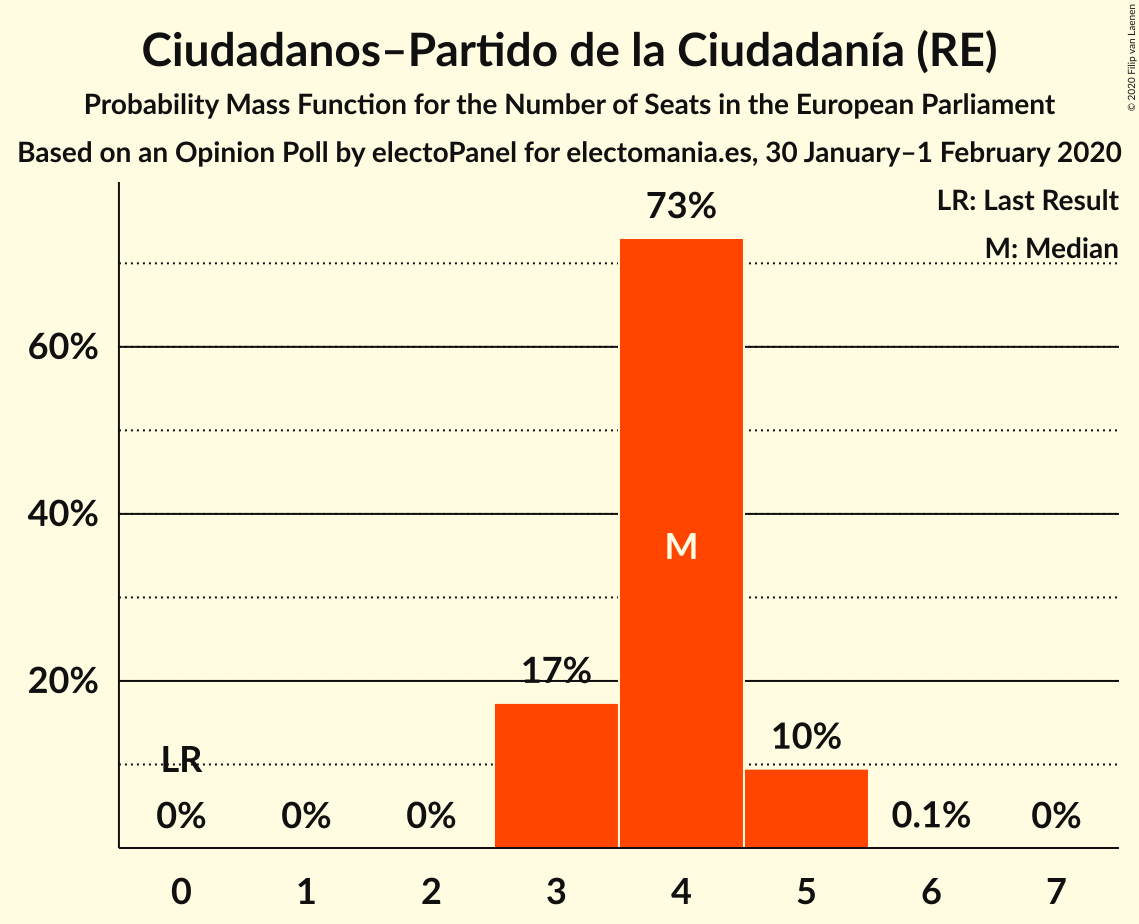 Ciudadanos–Partido de la Ciudadanía (RE)
Probability Mass Function for the Number of Seats in the European Parliament
Based on an Opinion Poll by electoPanel for electomania.es, 30 January–1 February 2020
© 2020 Filip van Laenen
LR: Last Result
M: Median
73%
60%
40%
M
20%
17%
10%
LR
0%
0%
0%
0.1%
0%
0
1
2
3
4
5
6
7